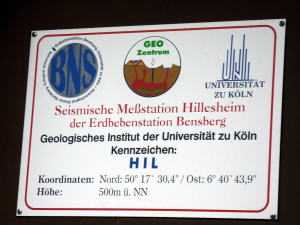 BNS
GEO
Zentrum
UNIVERSITÄT
ZU KÖLN
Seismische Meßstation Hillesheim
der Erdbebenstation Bensberg
Geologisches Institut der Universität zu Köln
Kennzeichen:
HIL
Koordinaten: Nord: 50° 17` 30,4" / Ost: 6° 40` 43,9"
Höhe: 500m ü. NN